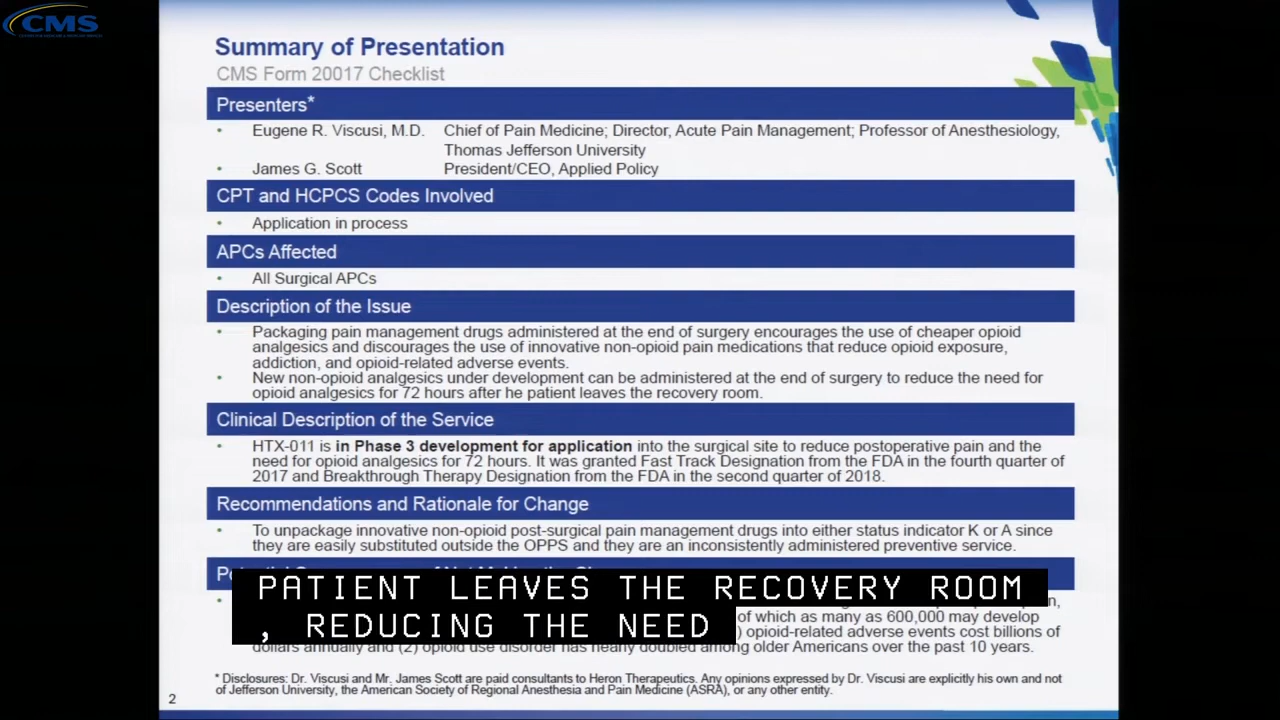 CMS
Summary of Presentation
CMS Form 20017 Checklist
Presenters*
• Eugene R. Viscusi, M.D. Chief of Pain Medicine; Director, Acute Pain Management; Professor of Anesthesiology,
Thomas Jefferson University
• James G. Scott President/CEO, Applied Policy
CPT and HCPCS Codes Involved
• Application in process
APCs Affected
• All Surgical APCs
Description of the Issue
• Packaging pain management drugs administered at the end of surgery encourages the use of cheaper opioid
analgesics and discourages the use of innovative non-opioid pain medications that reduce opioid exposure,
addiction, and opioid-related adverse events.
• New non-opioid analgesics under development can be administered at the end of surgery to reduce the need for
opioid analgesics for 72 hours after he patient leaves the recovery room.
Clinical Description of the Service
• HTX-011 is in Phase 3 development for application into the surgical site to reduce postoperative pain and the
need for opioid analgesics for 72 hours. It was granted Fast Track Designation from the FDA in the fourth quarter of
2017 and Breakthrough Therapy Designation from the FDA in the second quarter of 2018.
Recommendations and Rationale for Change
• To unpackage innovative non-opioid post-surgical pain management drugs into either status indicator K or A since
they are easily substituted outside the OPPS and they are an inconsistently administered preventive service.
PATIENT LEAVES THE RECOVERY ROOM
, REDUCING THE NEED
of which as many as 600,000 may develop
) opioid-related adverse events cost billions of
dollars annually and (2) opioid use disorder has nearly doubled among older Americans over the past 10 years.
* Disclosures: Dr. Viscusi and Mr. James Scott are paid consultants to Heron Therapeutics. Any opinions expressed by Dr. Viscusi are explicitly his own and not
of Jefferson University, the American Society of Regional Anesthesia and Pain Medicine (ASRA), or any other entity.
2